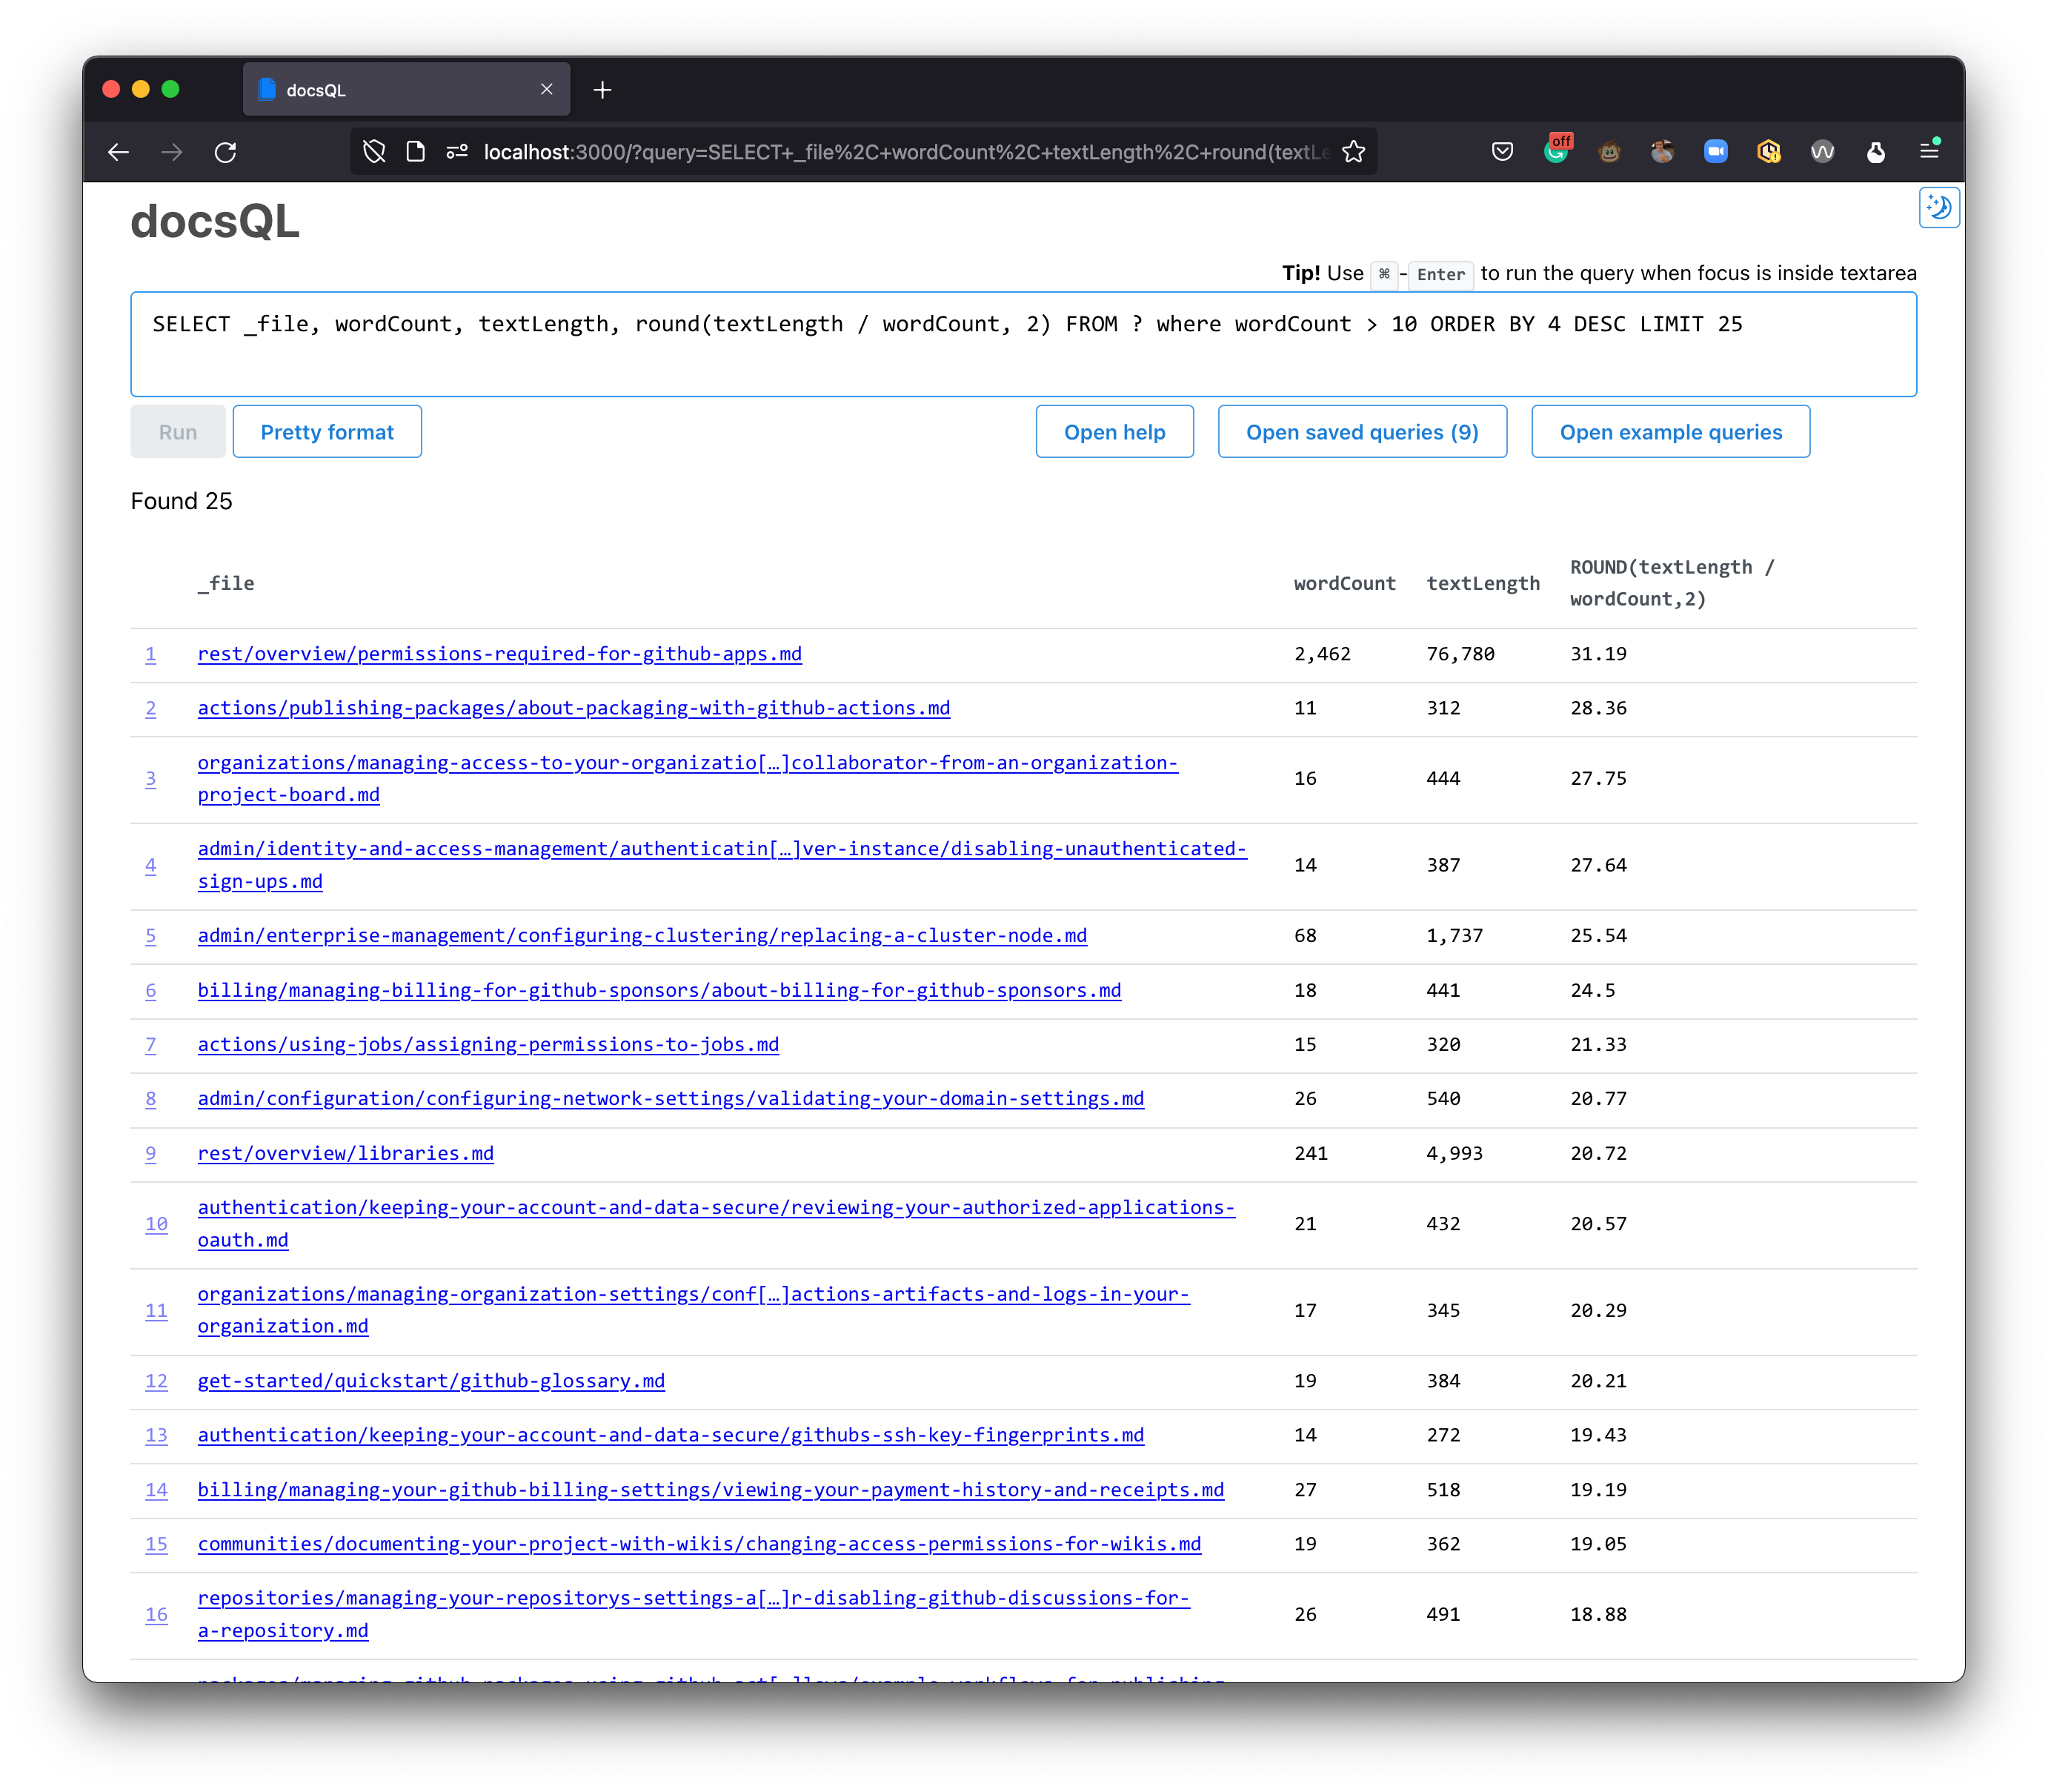 docsQL
off
localhost:3000/?query=SELECT+_file%2C+wordCount%2C+textLength%2C+round(textLe
docsQL
Tip! Use ⌘-Enter to run the query when focus is inside textarea
SELECT _file, wordCount, textLength, round(textLength / wordCount, 2) FROM ? where wordCount > 10 ORDER BY 4 DESC LIMIT 25
Run Pretty format Open help Open saved queries (9) Open example queries
Found 25
_file wordCount textLength ROUND(textLength /
wordCount,2)
1 rest/overview/permissions-required-for-github-apps.md 2,462 76,780 31.19
2 actions/publishing-packages/about-packaging-with-github-actions.md 11 312 28.36
3 organizations/managing-access-to-your-organizatio[…]collaborator-from-an-organization-
project-board.md 16 444 27.75
4 admin/identity-and-access-management/authenticatin[…]ver-instance/disabling-unauthenticated-
sign-ups.md 14 387 27.64
5 admin/enterprise-management/configuring-clustering/replacing-a-cluster-node.md 68 1,737 25.54
6 billing/managing-billing-for-github-sponsors/about-billing-for-github-sponsors.md 18 441 24.5
7 actions/using-jobs/assigning-permissions-to-jobs.md 15 320 21.33
8 admin/configuration/configuring-network-settings/validating-your-domain-settings.md 26 540 20.77
9 rest/overview/libraries.md 241 4,993 20.72
10 authentication/keeping-your-account-and-data-secure/reviewing-your-authorized-applications-
oauth.md 21 432 20.57
11 organizations/managing-organization-settings/conf[…]actions-artifacts-and-logs-in-your-
organization.md 17 345 20.29
12 get-started/quickstart/github-glossary.md 19 384 20.21
13 authentication/keeping-your-account-and-data-secure/githubs-ssh-key-fingerprints.md 14 272 19.43
14 billing/managing-your-github-billing-settings/viewing-your-payment-history-and-receipts.md 27 518 19.19
15 communities/documenting-your-project-with-wikis/changing-access-permissions-for-wikis.md 19 362 19.05
16 repositories/managing-your-repositorys-settings-a[…]r-disabling-github-discussions-for-
a-repository.md 26 491 18.88